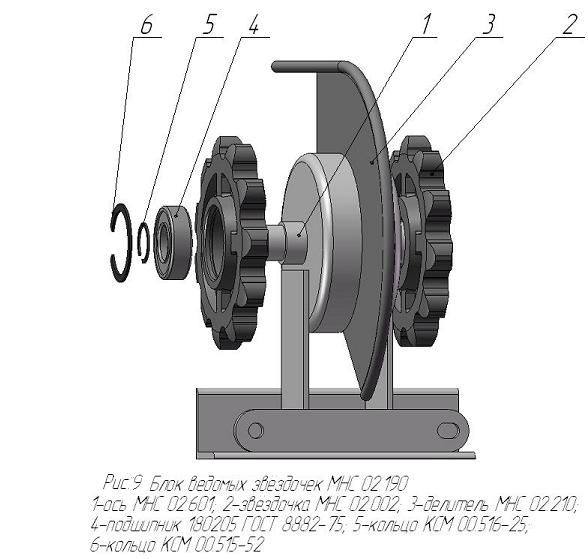 6 5 4 1 3 2
Рис.9 Блок ведомых звёздочек МНС 02.190
1-ось МНС 02.601; 2-звездочка МНС 02.002; 3-делитель МНС 02.210;
4-подшипник 180205 ГОСТ 8882-75; 5-кольцо КСМ 00.516-25;
6-кольцо КСМ 00.515-52